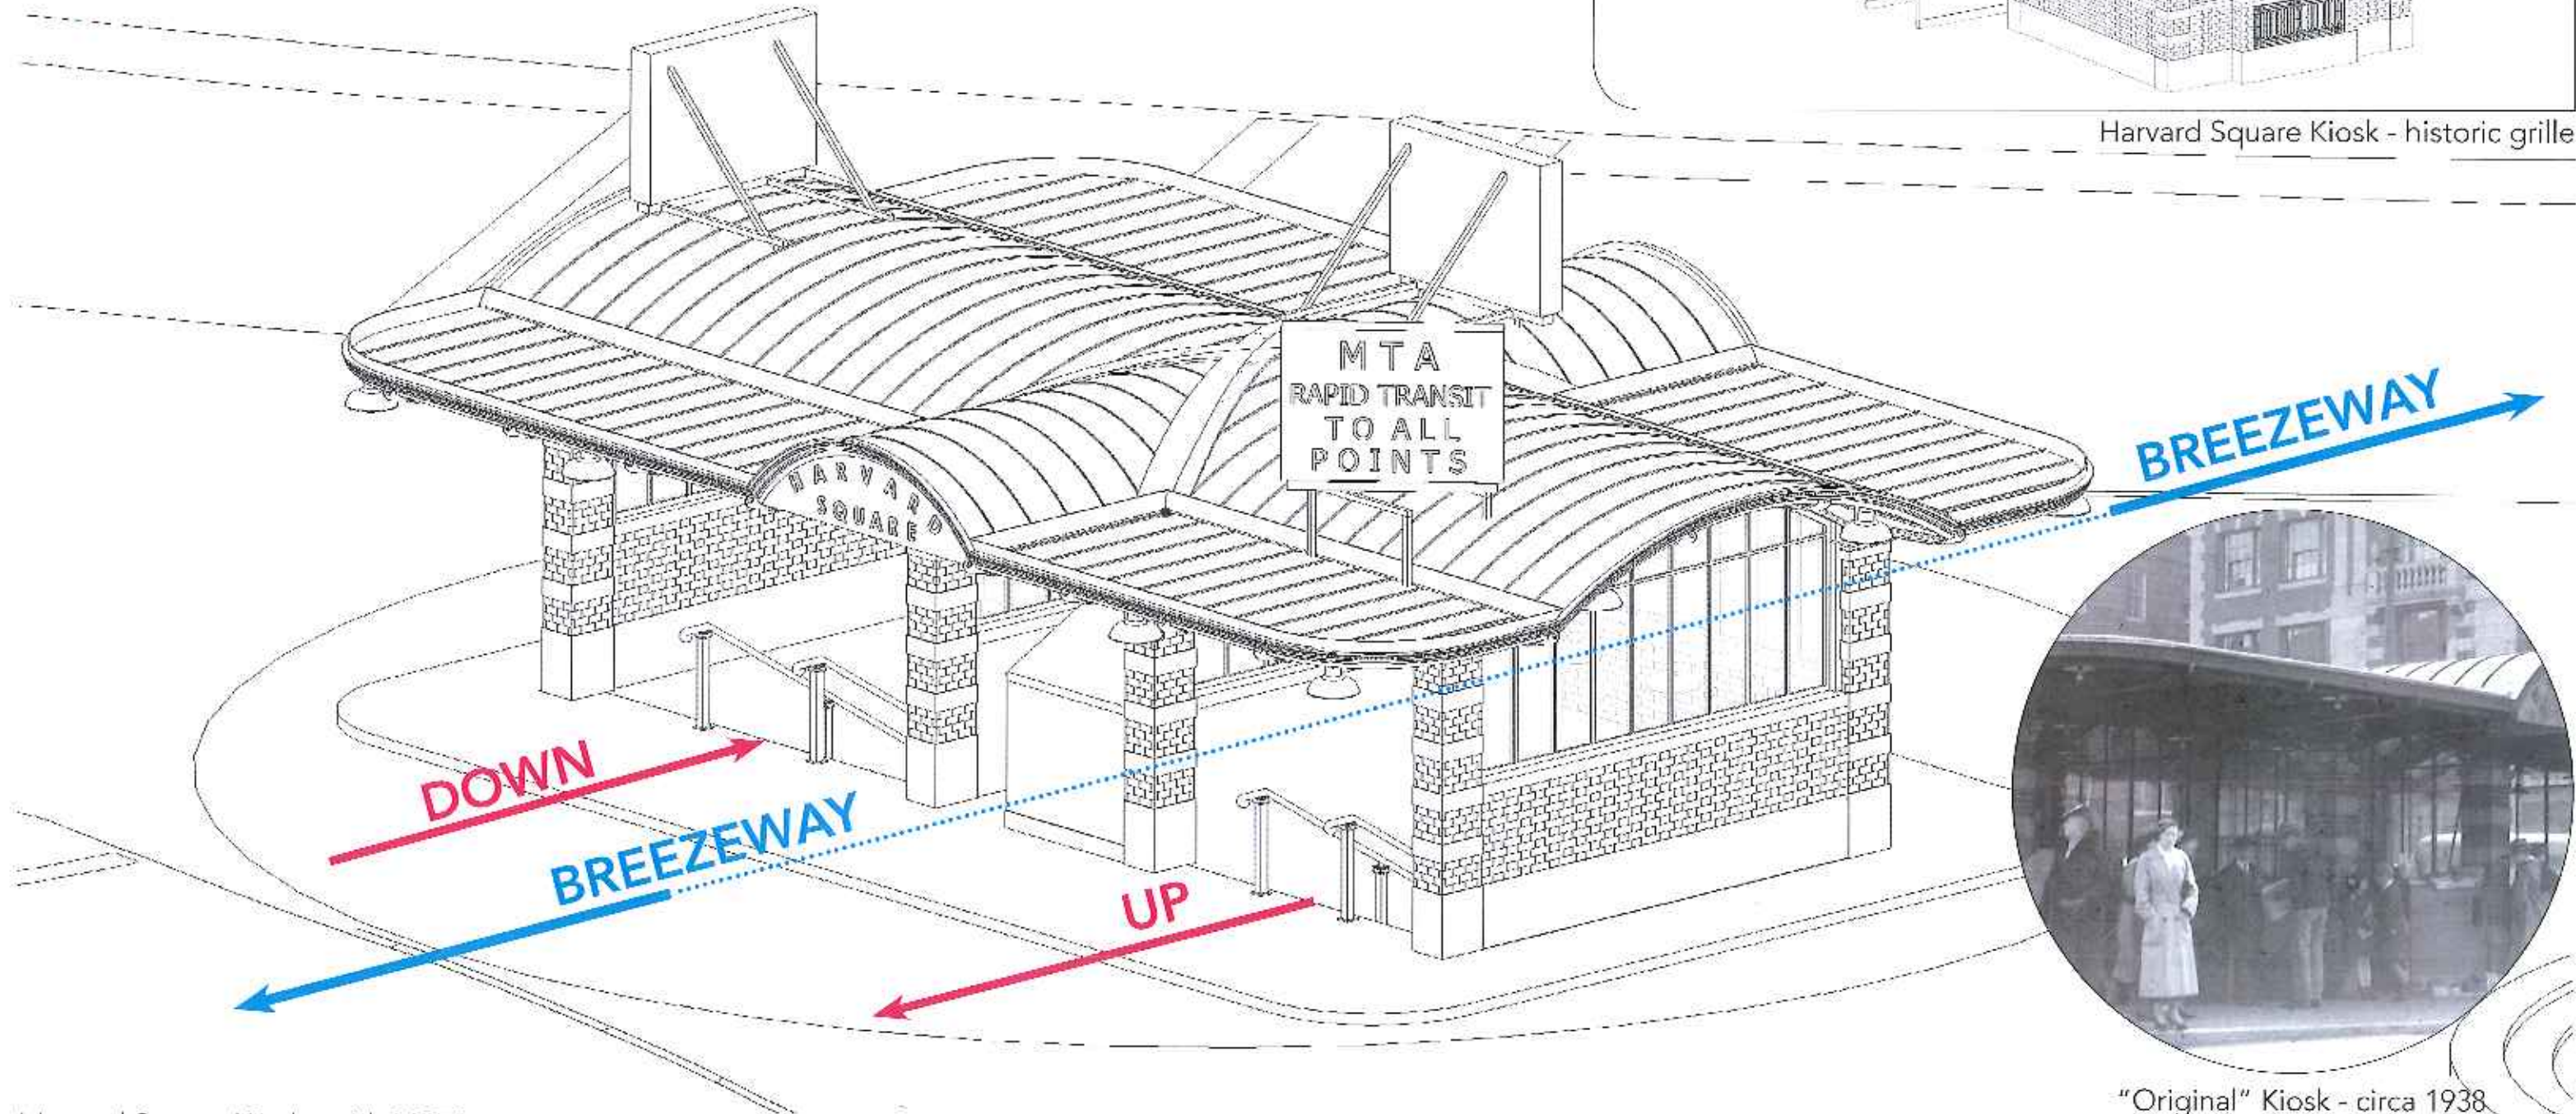 Harvard Square Kiosk - historic grille
MTA
RAPID TRANSIT
TO ALL
POINTS
BREEZEWAY
HARVARD
SQUARE
DOWN
BREEZEWAY
UP
"Original" Kiosk - circa 1938